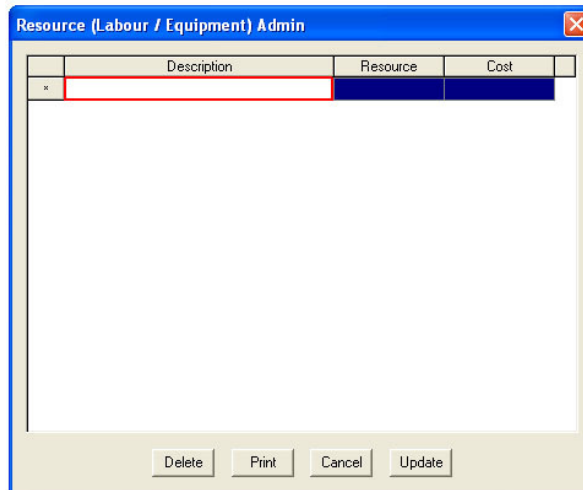 Resource (Labour / Equipment) Admin
Description Resource Cost
*
Delete Print Cancel Update